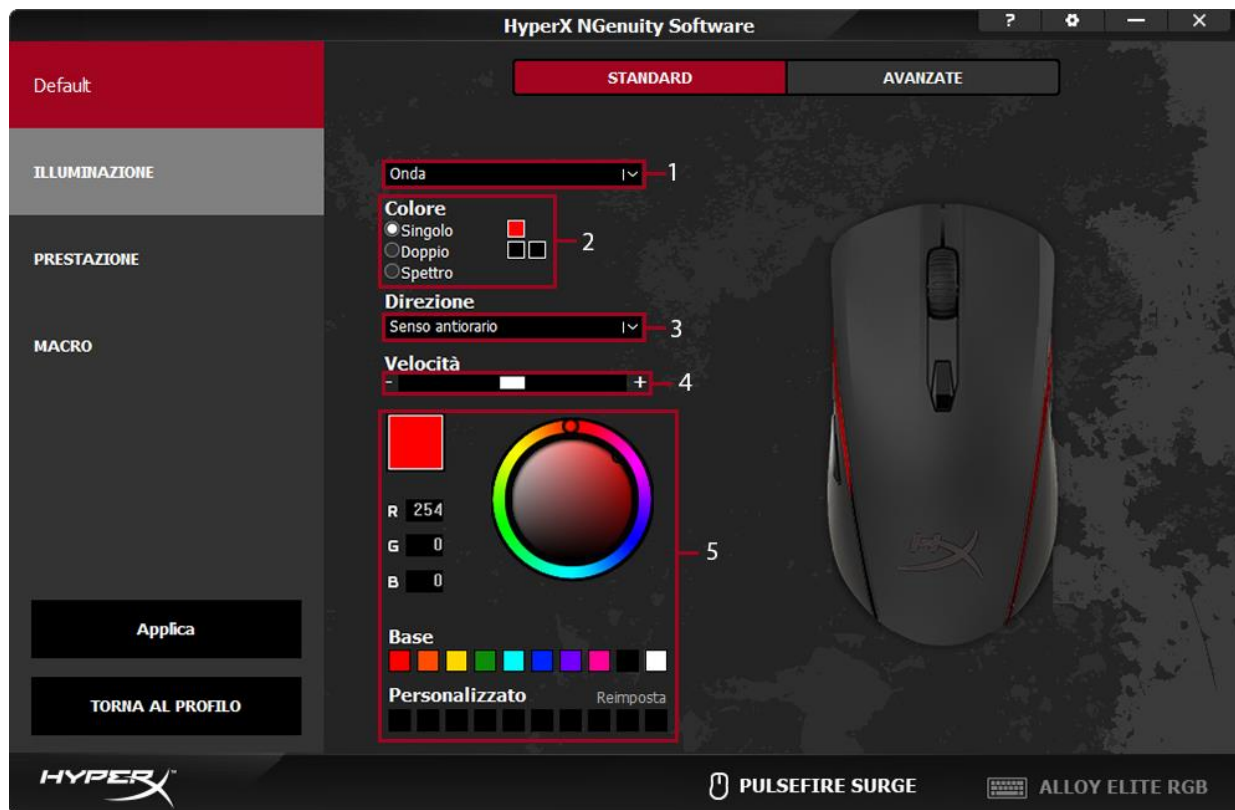 HyperX NGenuity Software
?
Default
STANDARD
AVANZATE
ILLUMINAZIONE
PRESTAZIONE
MACRO
Onda
1
Colore
Singolo
Doppio
Spettro
2
Direzione
Senso antiorario
3
Velocità
- +
4
R 254
G 0
B 0
5
Base
Personalizzato Reimposta
Applica
TORNA AL PROFILO
HYPERX™
PULSEFIRE SURGE
ALLOY ELITE RGB